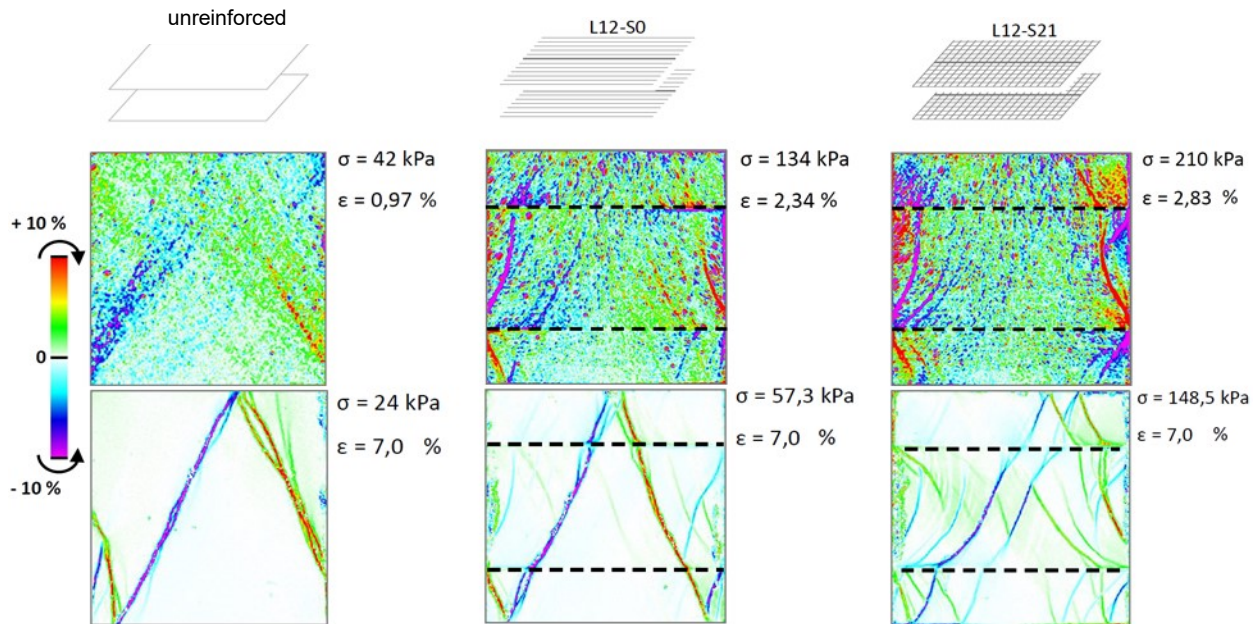 unreinforced
L12-S0
L12-S21
σ = 42 kPa
ε = 0,97 %
σ = 134 kPa
ε = 2,34 %
σ = 210 kPa
ε = 2,83 %
+ 10 %
0
- 10 %
σ = 24 kPa
ε = 7,0 %
σ = 57,3 kPa
ε = 7,0 %
σ = 148,5 kPa
ε = 7,0 %